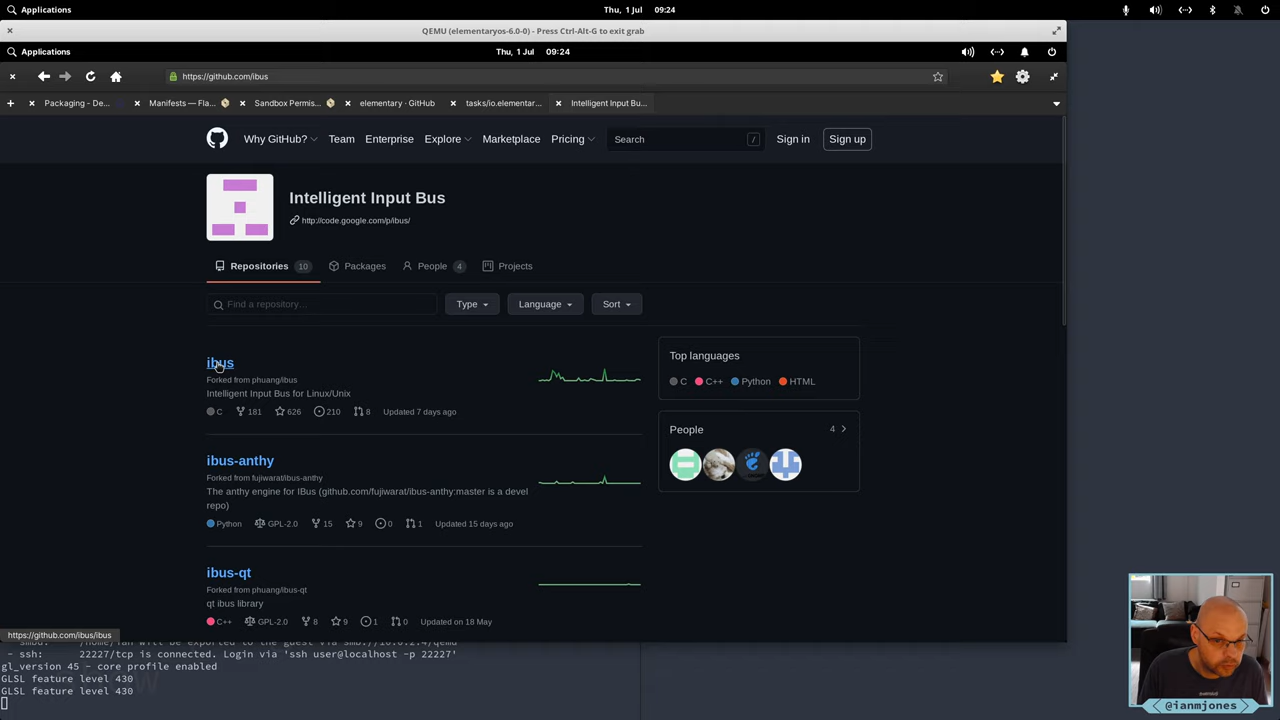 Applications
Thu, 1 Jul 09:24
QEMU (elementaryos-6.0-0) - Press Ctrl-Alt-G to exit grab
Applications
Thu, 1 Jul 09:24
https://github.com/ibus
Packaging - De...
Manifests — Fla...
Sandbox Permis...
elementary · GitHub
tasks/io.elementar...
Intelligent Input Bu...
Why GitHub? Team Enterprise Explore Marketplace Pricing
Search /
Sign in Sign up
Intelligent Input Bus
http://code.google.com/p/ibus/
Repositories 10 Packages People 4 Projects
Find a repository...
Type Language Sort
ibus
Forked from phuang/ibus
Intelligent Input Bus for Linux/Unix
C 181 626 210 8 Updated 7 days ago
ibus-anthy
Forked from fujiwarat/ibus-anthy
The anthy engine for IBus (github.com/fujiwarat/ibus-anthy:master is a devel
repo)
Python GPL-2.0 15 9 0 1 Updated 15 days ago
ibus-qt
Forked from phuang/ibus-qt
qt ibus library
C++ GPL-2.0 8 9 1 0 Updated on 18 May
Top languages
C C++ Python HTML
People 4
https://github.com/ibus/ibus
- ssh: 22227/tcp is connected. Login via 'ssh user@localhost -p 22227'
gl_version 45 - core profile enabled
GLSL feature level 430
GLSL feature level 430
@ianmjones